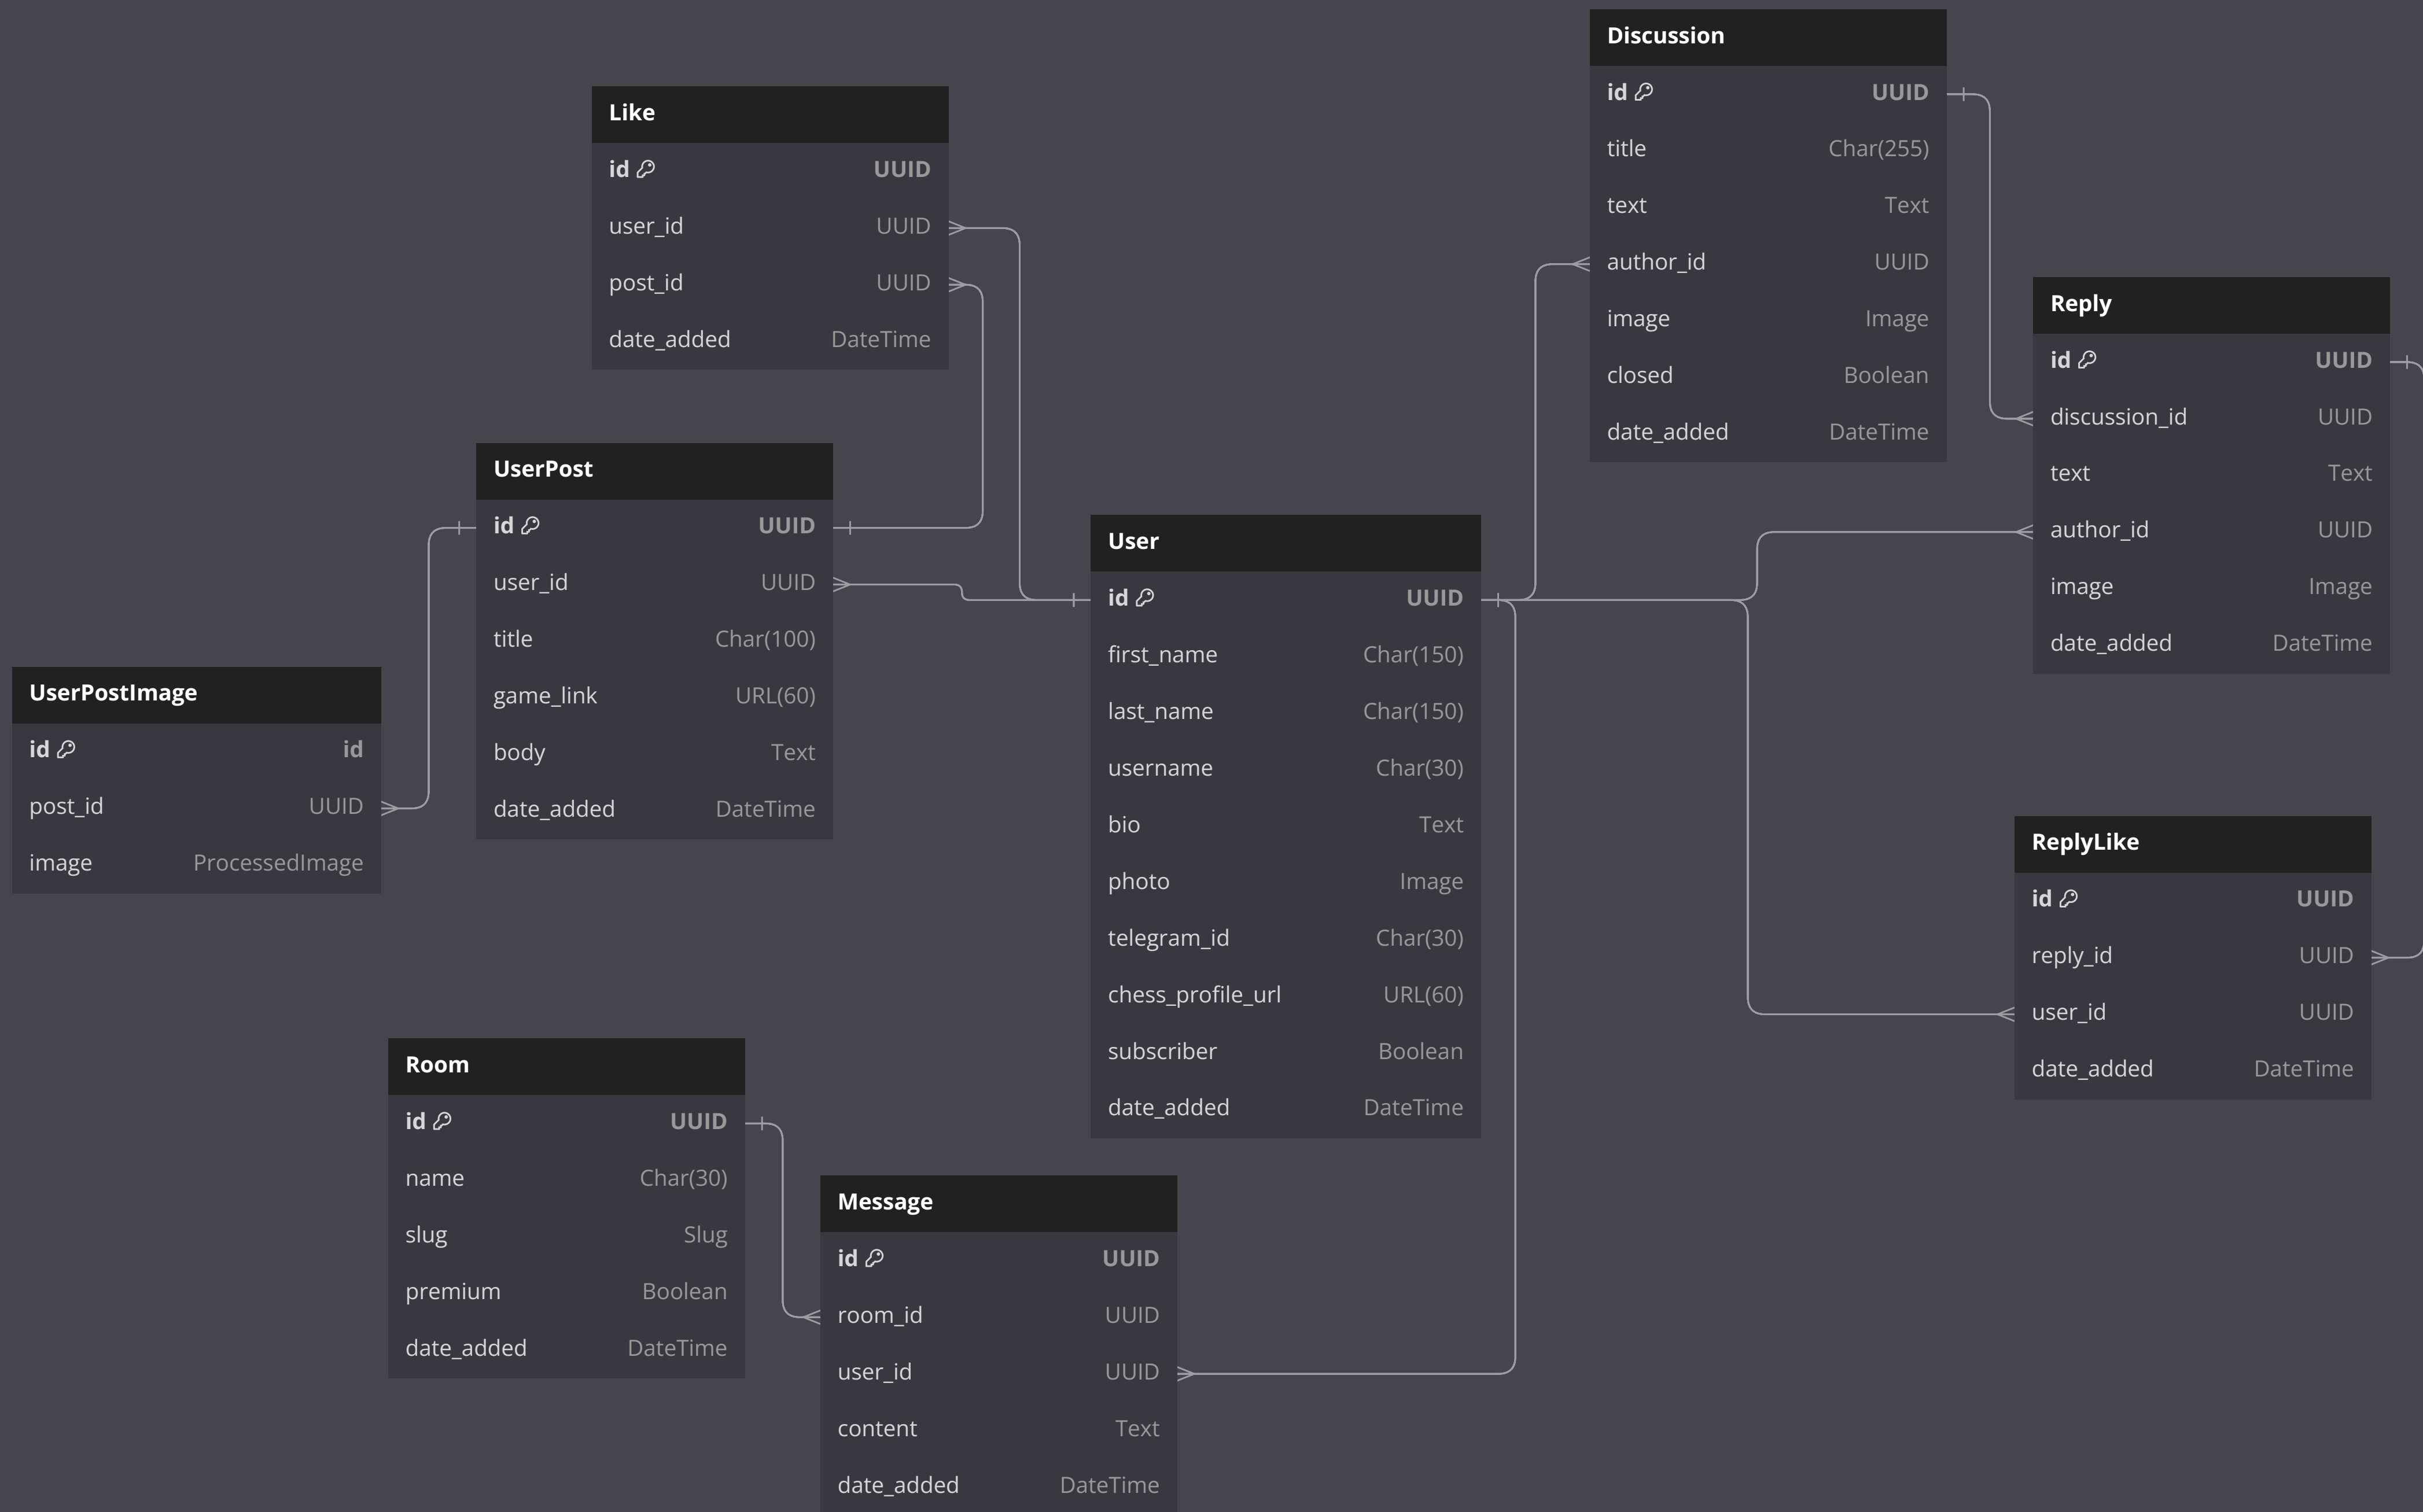 Discussion
id UUID
title Char(255)
text Text
author_id UUID
image Image
closed Boolean
date_added DateTime
Like
id UUID
user_id UUID
post_id UUID
date_added DateTime
Reply
id UUID
discussion_id UUID
text Text
author_id UUID
image Image
date_added DateTime
UserPost
id UUID
user_id UUID
title Char(100)
game_link URL(60)
body Text
date_added DateTime
User
id UUID
first_name Char(150)
last_name Char(150)
username Char(30)
bio Text
photo Image
telegram_id Char(30)
chess_profile_url URL(60)
subscriber Boolean
date_added DateTime
UserPostImage
id id
post_id UUID
image ProcessedImage
ReplyLike
id UUID
reply_id UUID
user_id UUID
date_added DateTime
Room
id UUID
name Char(30)
slug Slug
premium Boolean
date_added DateTime
Message
id UUID
room_id UUID
user_id UUID
content Text
date_added DateTime